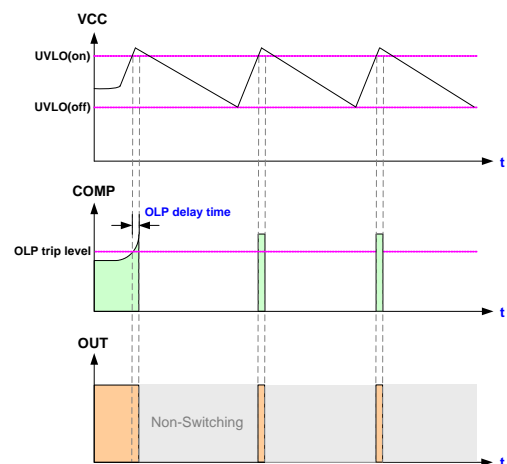 VCC
UVLO(on)
UVLO(off)
t
COMP
OLP delay time
OLP trip level
t
OUT
Non-Switching
t